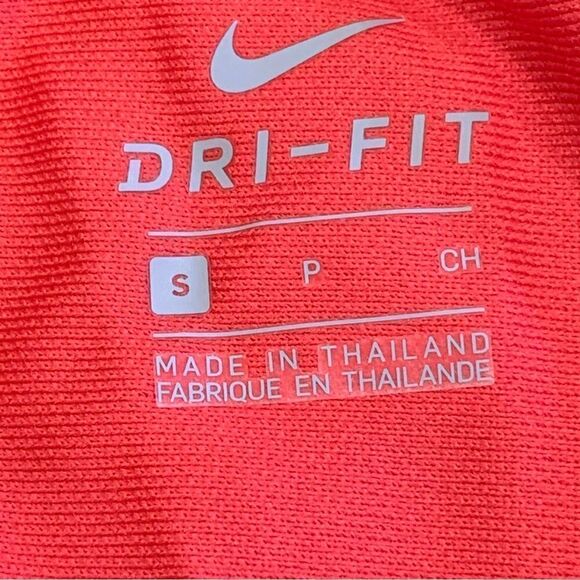 DRI-FIT
S P CH
MADE IN THAILAND
FABRIQUE EN THAILANDE